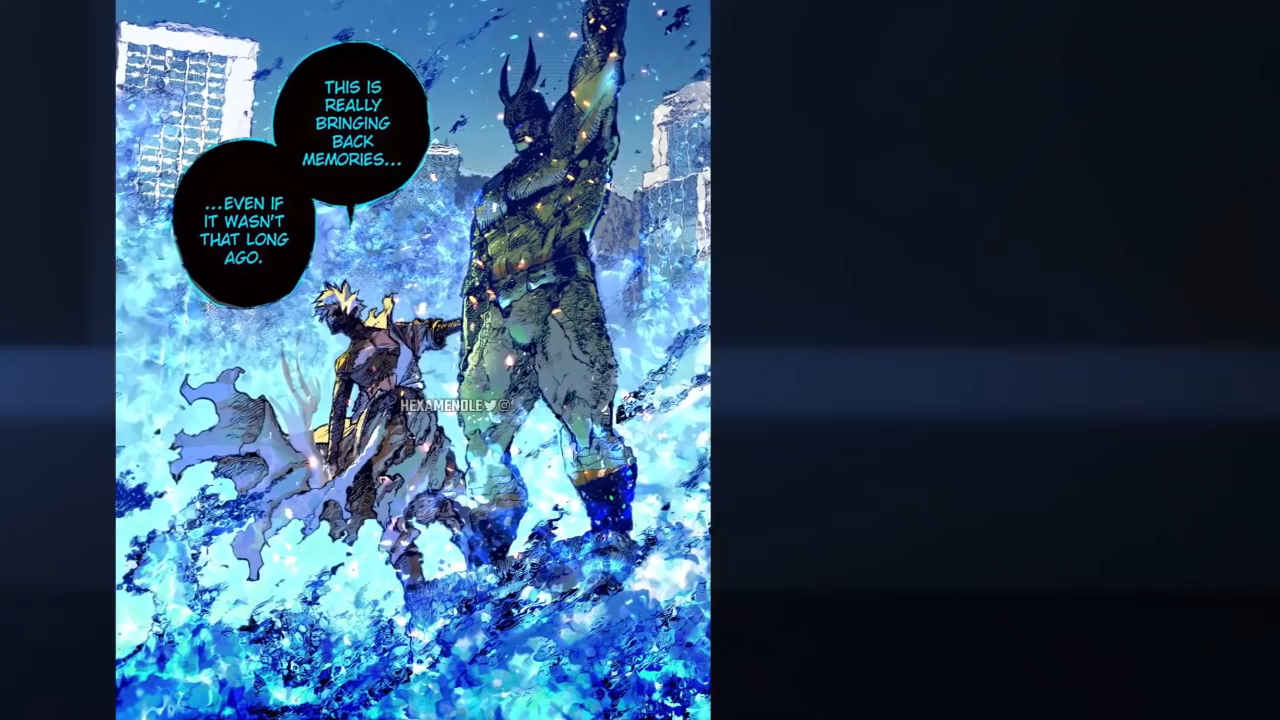 THIS IS
REALLY
BRINGING
BACK
MEMORIES...
...EVEN IF
IT WASN'T
THAT LONG
AGO.
HEXAMENDLE